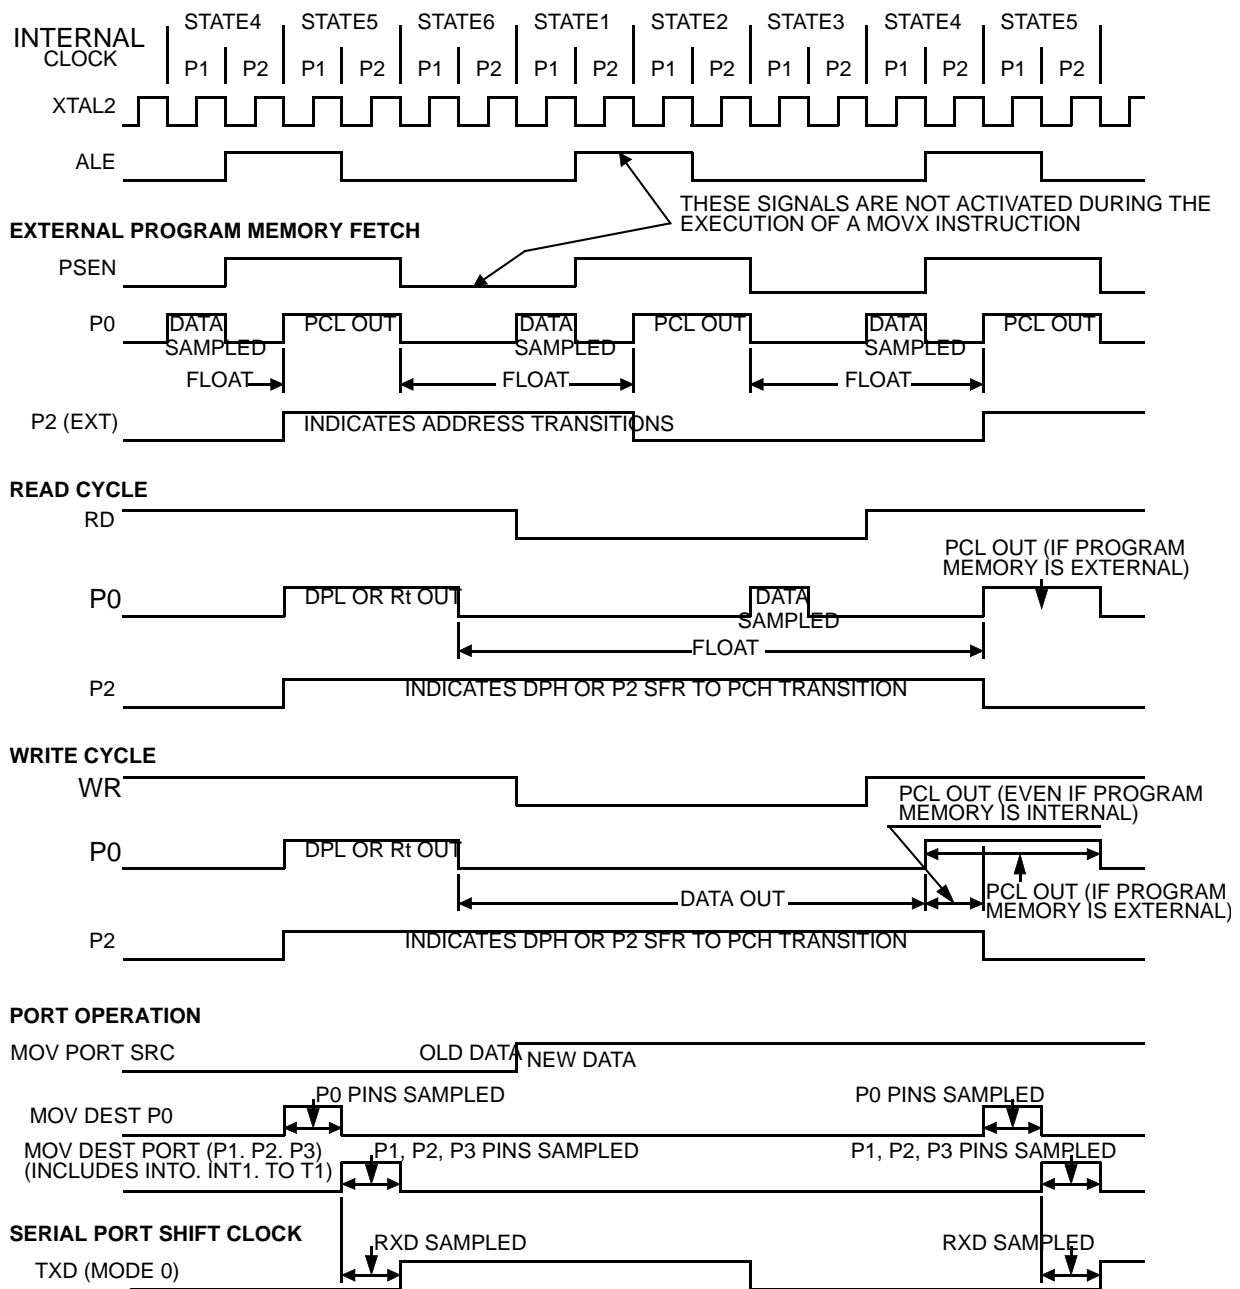 INTERNAL
CLOCK
STATE4 STATE5 STATE6 STATE1 STATE2 STATE3 STATE4 STATE5
P1 P2 P1 P2 P1 P2 P1 P2 P1 P2 P1 P2 P1 P2 P1 P2
XTAL2
ALE
THESE SIGNALS ARE NOT ACTIVATED DURING THE
EXECUTION OF A MOVX INSTRUCTION
EXTERNAL PROGRAM MEMORY FETCH
PSEN
P0 DATA PCL OUT DATA PCL OUT DATA PCL OUT
SAMPLED SAMPLED SAMPLED
FLOAT FLOAT FLOAT
P2 (EXT) INDICATES ADDRESS TRANSITIONS
READ CYCLE
RD
PCL OUT (IF PROGRAM
MEMORY IS EXTERNAL)
P0 DPL OR Rt OUT DATA
SAMPLED
FLOAT
P2 INDICATES DPH OR P2 SFR TO PCH TRANSITION
WRITE CYCLE
WR
PCL OUT (EVEN IF PROGRAM
MEMORY IS INTERNAL)
P0 DPL OR Rt OUT
DATA OUT
PCL OUT (IF PROGRAM
MEMORY IS EXTERNAL)
P2 INDICATES DPH OR P2 SFR TO PCH TRANSITION
PORT OPERATION
MOV PORT SRC OLD DATA NEW DATA
P0 PINS SAMPLED P0 PINS SAMPLED
MOV DEST P0
MOV DEST PORT (P1. P2. P3) P1, P2, P3 PINS SAMPLED P1, P2, P3 PINS SAMPLED
(INCLUDES INTO. INT1. TO T1)
SERIAL PORT SHIFT CLOCK
RXD SAMPLED RXD SAMPLED
TXD (MODE 0)